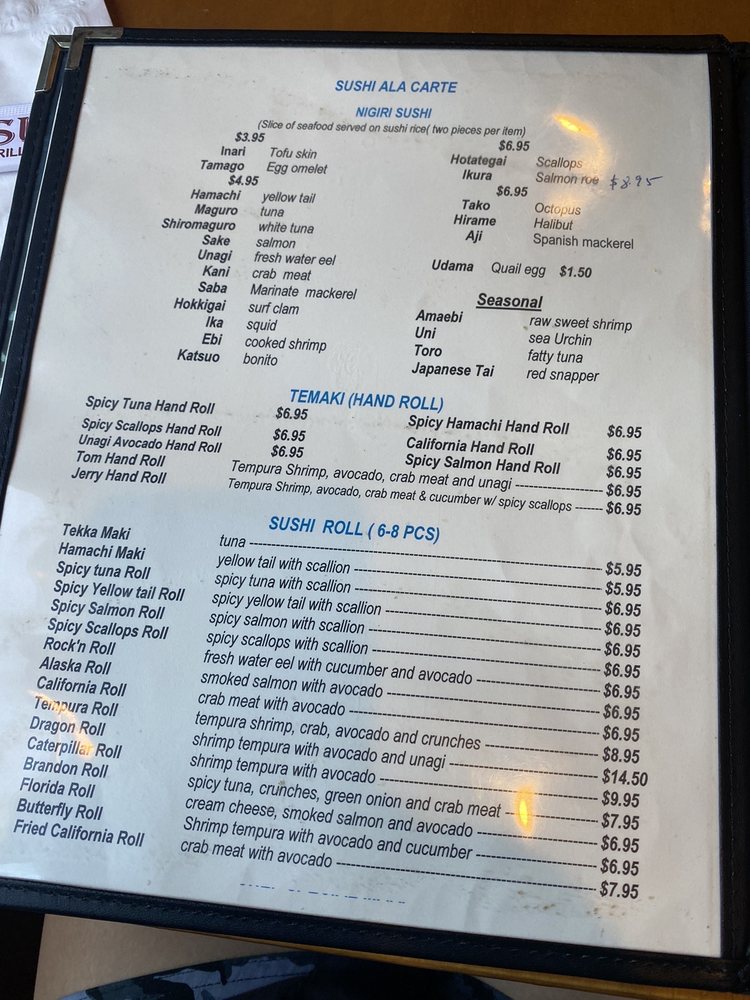 SUSHI ALA CARTE
NIGIRI SUSHI
(Slice of seafood served on sushi rice( two pieces per item)
$3.95
Inari Tofu skin
Tamago Egg omelet
$4.95
Hamachi yellow tail
Maguro tuna
Shiromaguro white tuna
Sake salmon
Unagi fresh water eel
Kani crab meat
Saba Marinate mackerel
Hokkigai surf clam
Ika squid
Ebi cooked shrimp
Katsuo bonito
$6.95
Hotategai Scallops
Ikura Salmon roe $8.95
$6.95
Tako Octopus
Hirame Halibut
Aji Spanish mackerel
Udama Quail egg $1.50
Seasonal
Amaebi raw sweet shrimp
Uni sea Urchin
Toro fatty tuna
Japanese Tai red snapper
TEMAKI (HAND ROLL)
Spicy Tuna Hand Roll $6.95 Spicy Hamachi Hand Roll $6.95
Spicy Scallops Hand Roll $6.95 California Hand Roll $6.95
Unagi Avocado Hand Roll $6.95 Spicy Salmon Hand Roll $6.95
Tom Hand Roll Tempura Shrimp, avocado, crab meat and unagi $6.95
Jerry Hand Roll Tempura Shrimp, avocado, crab meat & cucumber w/ spicy scallops $6.95
SUSHI ROLL ( 6-8 PCS)
Tekka Maki tuna $5.95
Hamachi Maki yellow tail with scallion $5.95
Spicy tuna Roll spicy tuna with scallion $6.95
Spicy Yellow tail Roll spicy yellow tail with scallion $6.95
Spicy Salmon Roll spicy salmon with scallion $6.95
Spicy Scallops Roll spicy scallops with scallion $6.95
Rock'n Roll fresh water eel with cucumber and avocado $6.95
Alaska Roll smoked salmon with avocado $6.95
California Roll crab meat with avocado $6.95
Tempura Roll tempura shrimp, crab, avocado and crunches $8.95
Dragon Roll shrimp tempura with avocado and unagi $14.50
Caterpillar Roll shrimp tempura with avocado $9.95
Brandon Roll spicy tuna, crunches, green onion and crab meat $7.95
Florida Roll cream cheese, smoked salmon and avocado $6.95
Butterfly Roll Shrimp tempura with avocado and cucumber $6.95
Fried California Roll crab meat with avocado $7.95